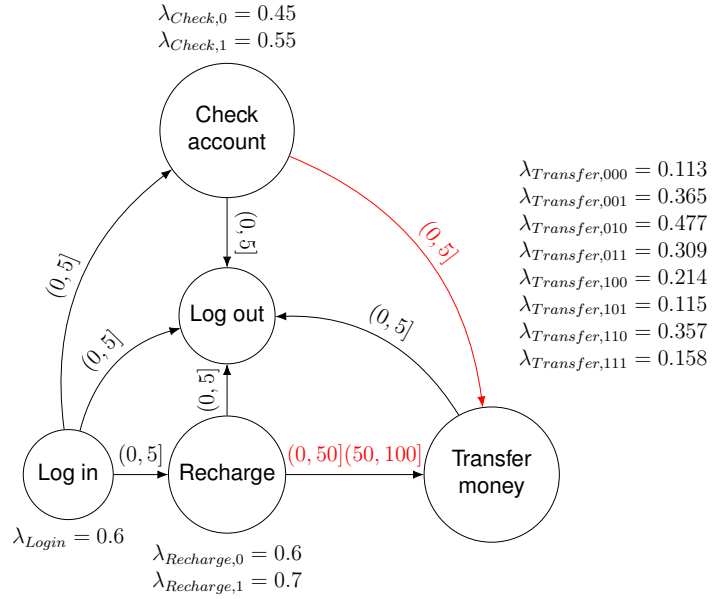 λ_{Check,0} = 0.45
λ_{Check,1} = 0.55
Check
account
λ_{Transfer,000} = 0.113
λ_{Transfer,001} = 0.365
λ_{Transfer,010} = 0.477
λ_{Transfer,011} = 0.309
λ_{Transfer,100} = 0.214
λ_{Transfer,101} = 0.115
λ_{Transfer,110} = 0.357
λ_{Transfer,111} = 0.158
(0, 5]
(0, 5]
(0, 5]
Log out
(0, 5]
(0, 5]
(0, 5]
Log in
(0, 5]
Recharge
(0, 50](50, 100]
Transfer
money
λ_{Login} = 0.6
λ_{Recharge,0} = 0.6
λ_{Recharge,1} = 0.7